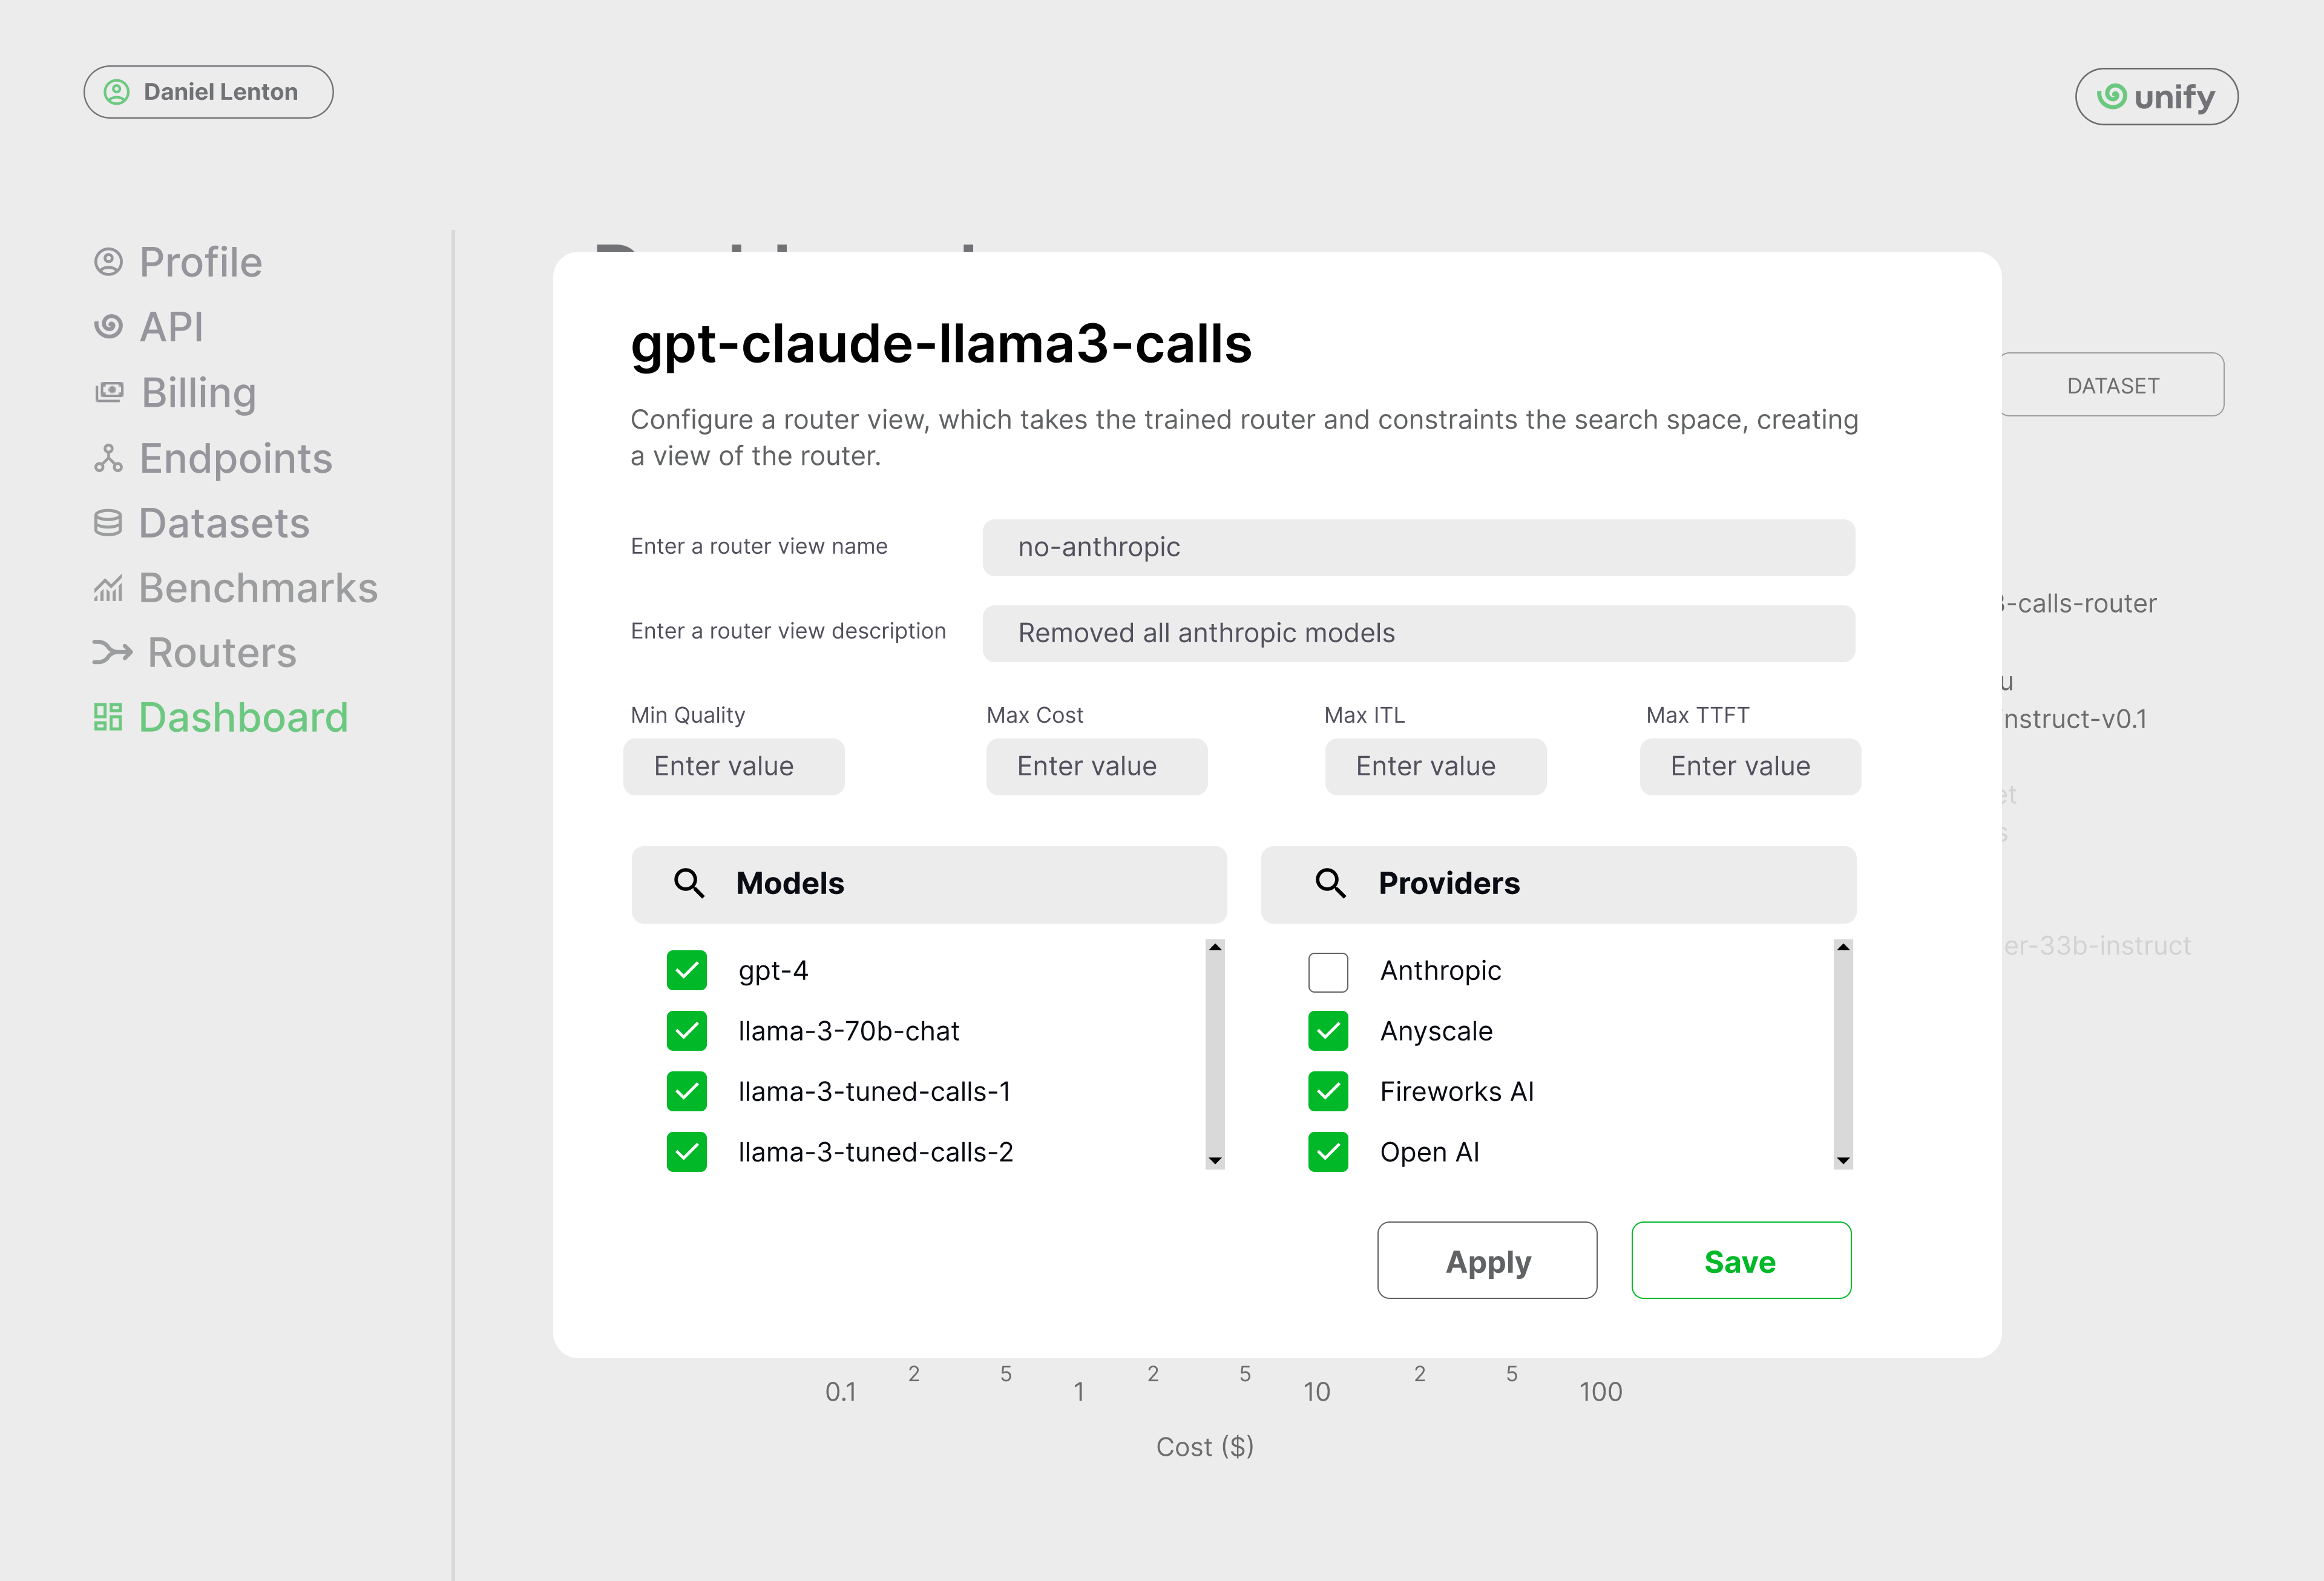 Daniel Lenton
unify
Profile
API
Billing
Endpoints
Datasets
Benchmarks
Routers
Dashboard
gpt-claude-llama3-calls
Configure a router view, which takes the trained router and constraints the search space, creating
a view of the router.
Enter a router view name
no-anthropic
Enter a router view description
Removed all anthropic models
Min Quality
Max Cost
Max ITL
Max TTFT
Enter value
Enter value
Enter value
Enter value
Models
Providers
gpt-4
llama-3-70b-chat
llama-3-tuned-calls-1
llama-3-tuned-calls-2
Anthropic
Anyscale
Fireworks AI
Open AI
Apply
Save
DATASET
-calls-router
nstruct-v0.1
er-33b-instruct
0.1 2 5 1 2 5 10 2 5 100
Cost ($)